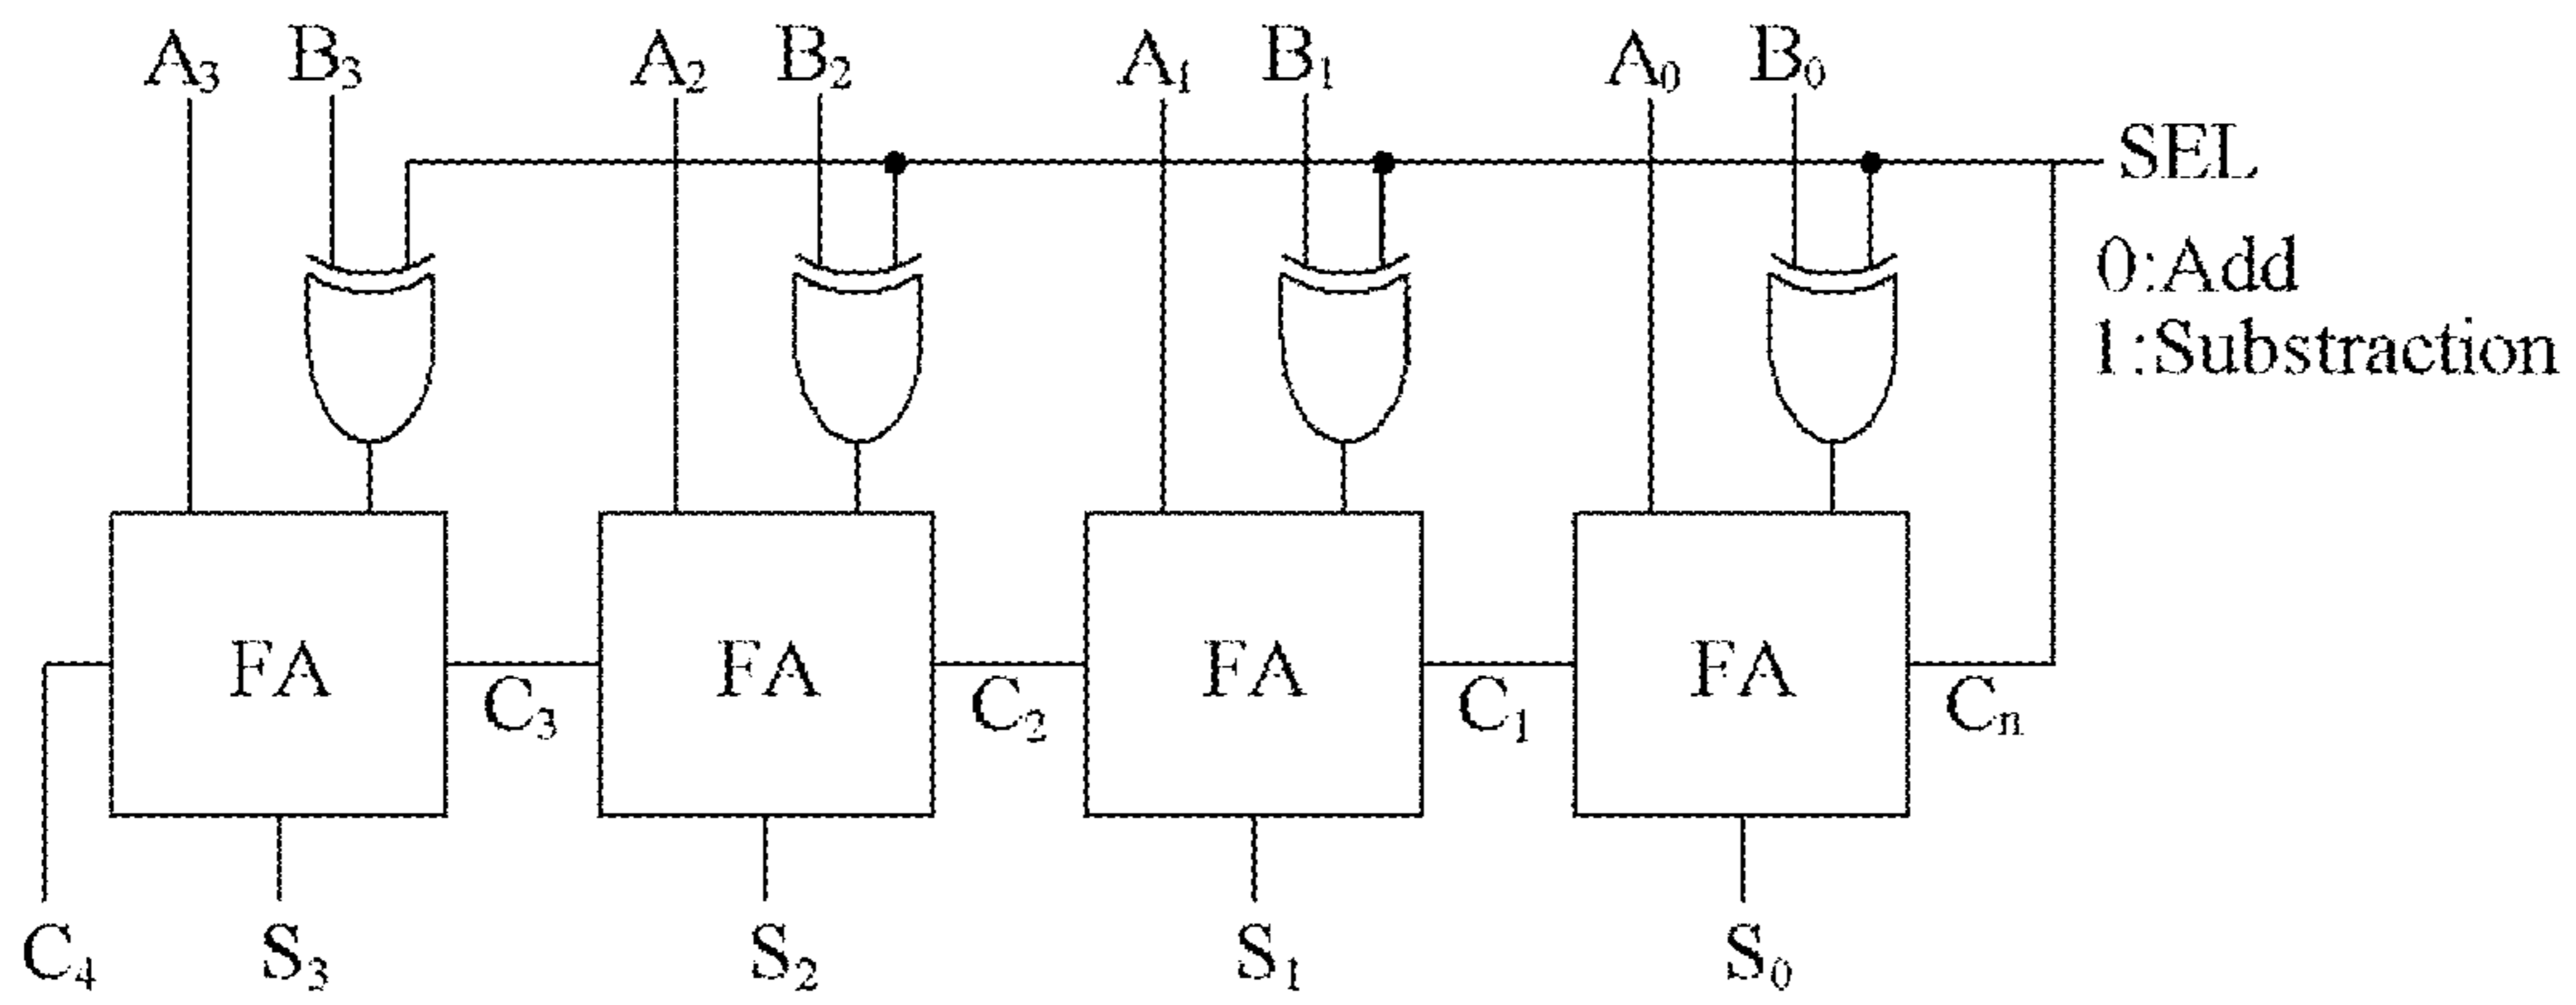 A3 B3 A2 B2 A1 B1 A0 B0
SEL
0:Add
1:Substraction
FA FA FA FA
C3 C2 C1 Cn
C4 S3 S2 S1 S0